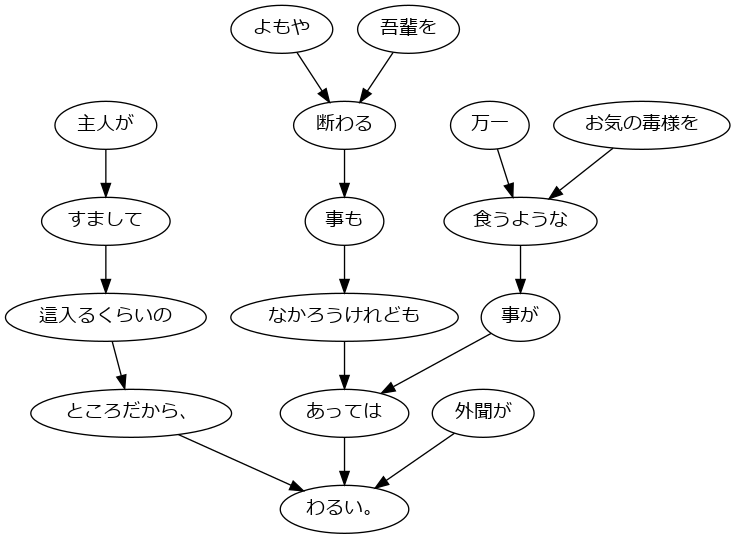 よもや
吾輩を
主人が
断わる
万一
お気の毒様を
すまして
事も
食うような
這入るくらいの
なかろうけれども
事が
ところだから、
あっては
外聞が
わるい。